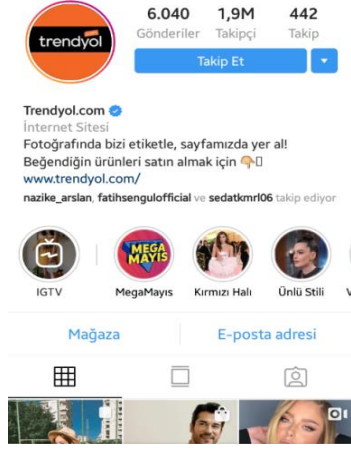 trendyol
6.040 1,9M 442
Gönderiler Takipçi Takip
Takip Et
Trendyol.com
İnternet Sitesi
Fotoğrafında bizi etiketle, sayfamızda yer al!
Beğendiğin ürünleri satın almak için 👇🏼
www.trendyol.com/
nazike_arslan, fatihsengulofficial ve sedatkmrl06 takip ediyor
MEGA
MAYIS
IGTV MegaMayıs Kırmızı Halı Ünlü Stili
Mağaza E-posta adresi